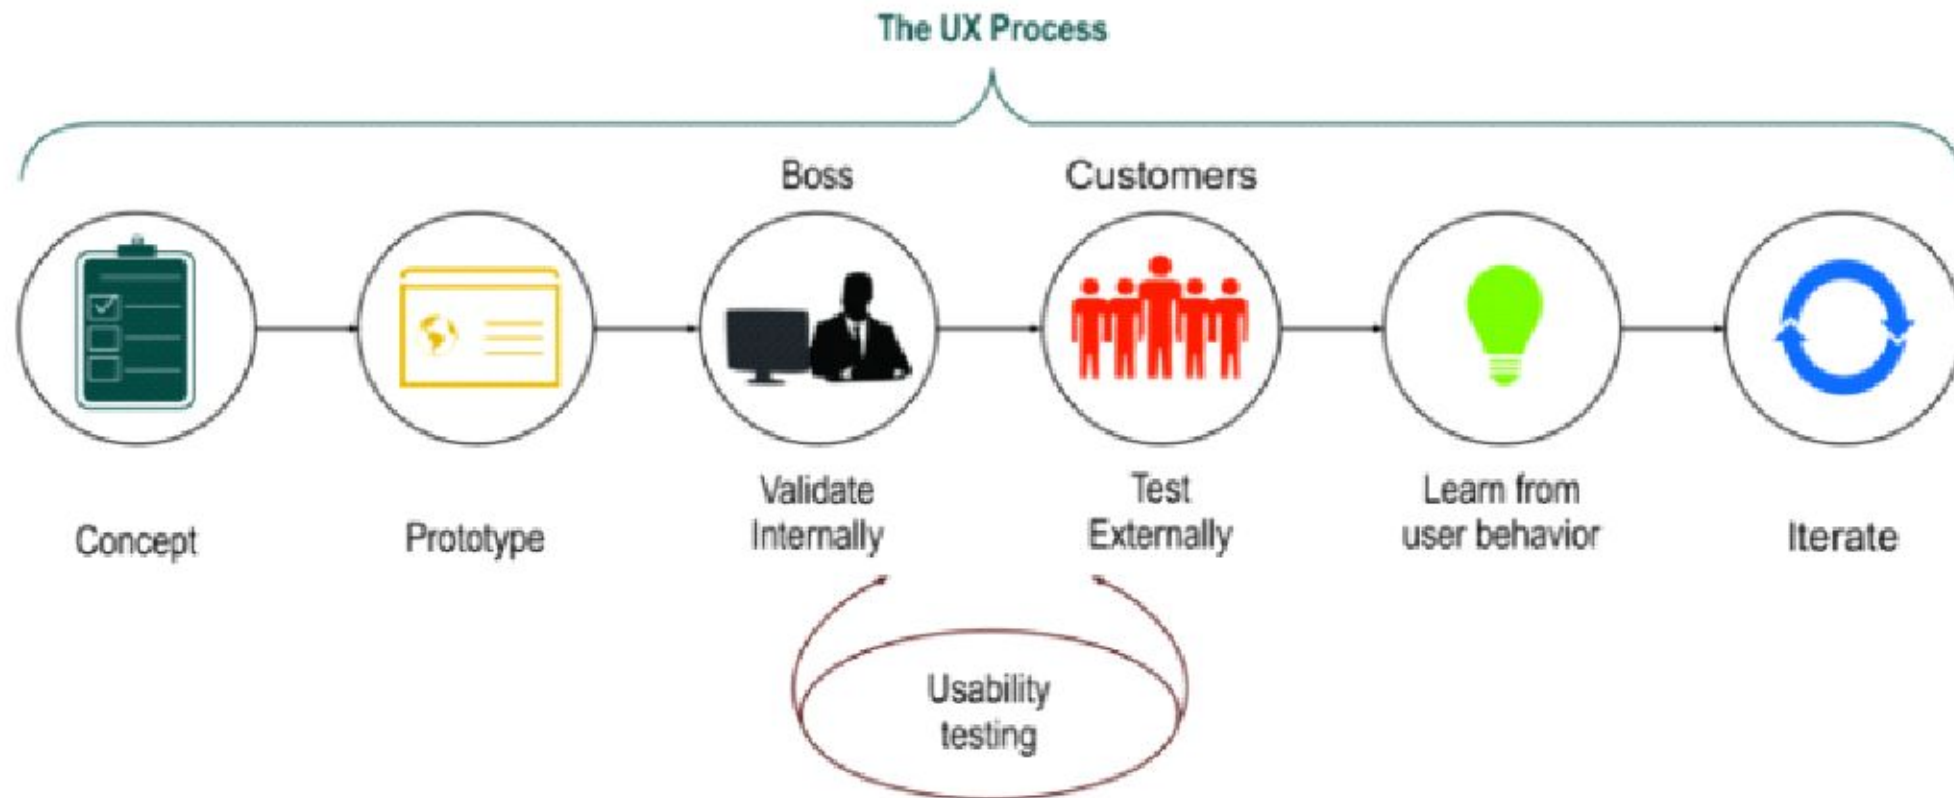 The UX Process
Boss
Customers
Concept
Prototype
Validate
Internally
Test
Externally
Learn from
user behavior
Iterate
Usability
testing